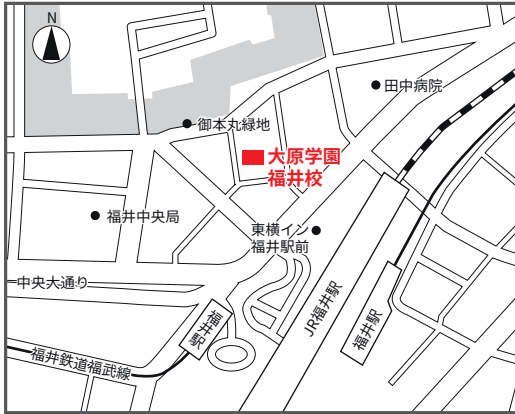 N
田中病院
御本丸緑地
大原学園
福井校
福井中央局
東横イン
福井駅前
中央大通り
福井駅
JR福井駅
福井駅
福井鉄道福武線